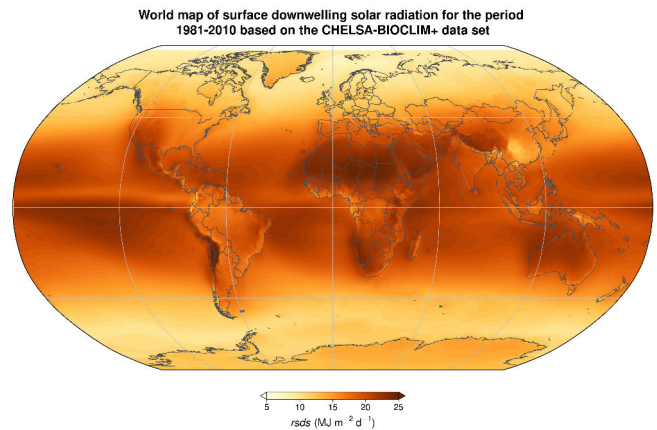 World map of surface downwelling solar radiation for the period
1981-2010 based on the CHELSA-BIOCLIM+ data set
5 10 15 20 25
rsds (MJ m⁻² d⁻¹)